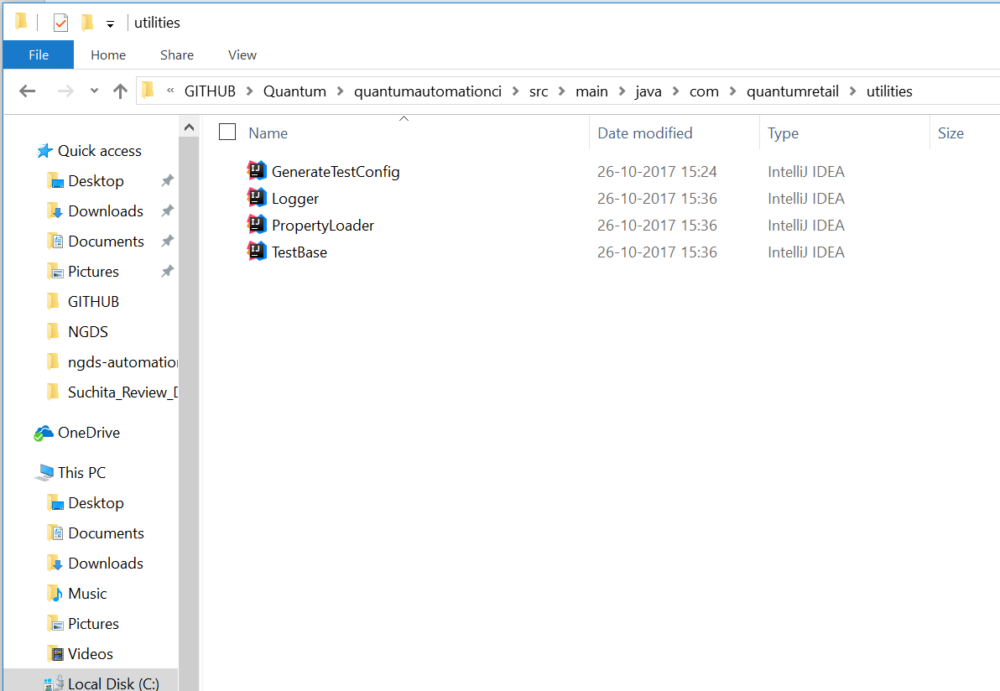 utilities
File Home Share View
« GITHUB > Quantum > quantumautomationci > src > main > java > com > quantumretail > utilities
Name Date modified Type Size
GenerateTestConfig 26-10-2017 15:24 IntelliJ IDEA
Logger 26-10-2017 15:36 IntelliJ IDEA
PropertyLoader 26-10-2017 15:36 IntelliJ IDEA
TestBase 26-10-2017 15:36 IntelliJ IDEA
Quick access
Desktop
Downloads
Documents
Pictures
GITHUB
NGDS
ngds-automation
Suchita_Review_D
OneDrive
This PC
Desktop
Documents
Downloads
Music
Pictures
Videos
Local Disk (C:)